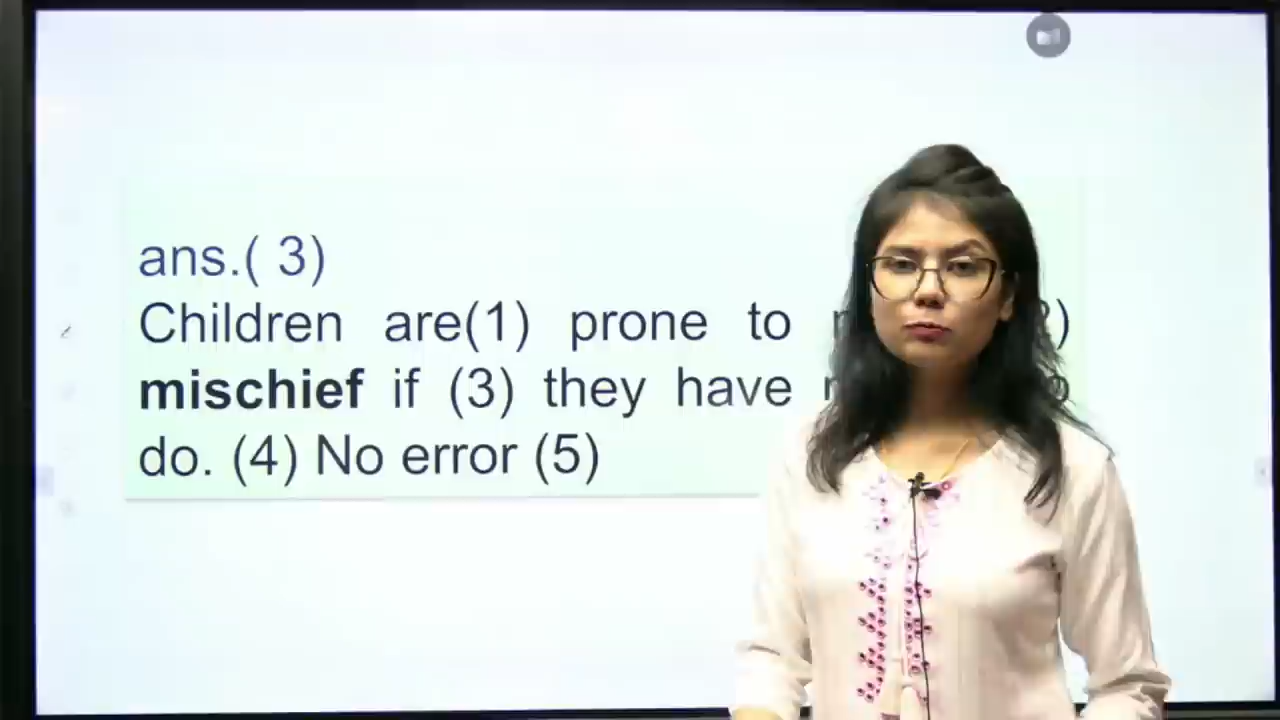 ans.( 3)
Children are(1) prone to
mischief if (3) they have
do. (4) No error (5)